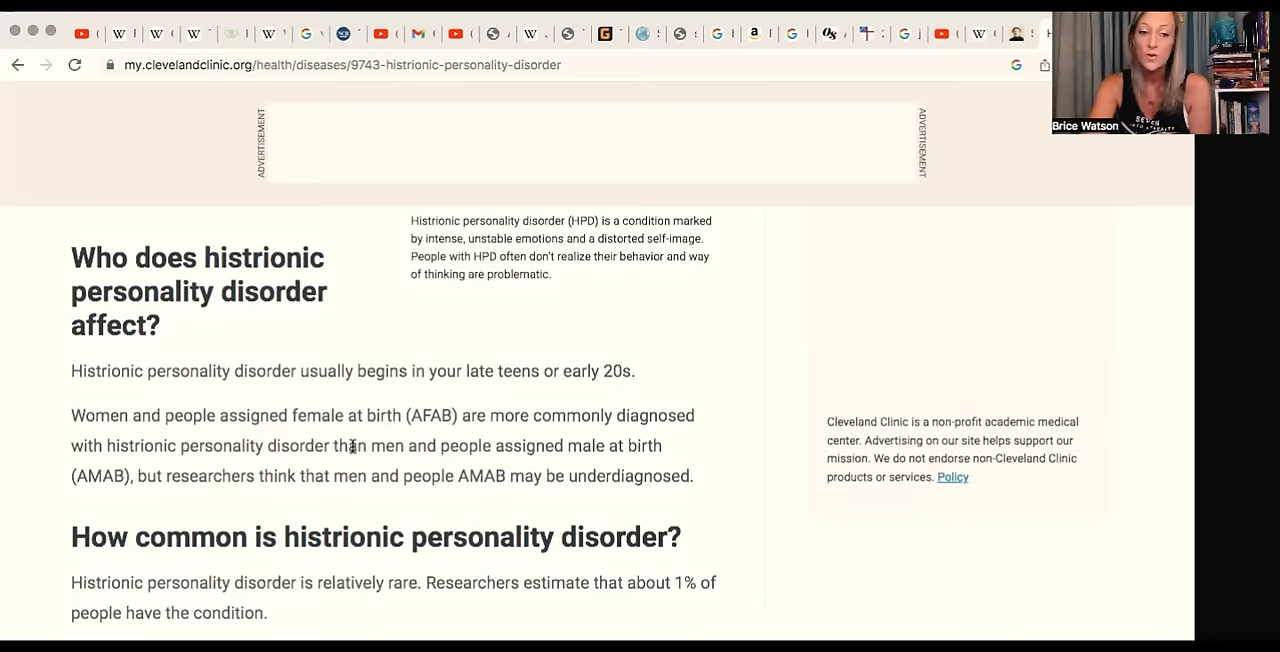 my.clevelandclinic.org/health/diseases/9743-histrionic-personality-disorder
Brice Watson
SEVEN
ADVERTISEMENT
ADVERTISEMENT
Histrionic personality disorder (HPD) is a condition marked
by intense, unstable emotions and a distorted self-image.
People with HPD often don't realize their behavior and way
of thinking are problematic.
Who does histrionic
personality disorder
affect?
Histrionic personality disorder usually begins in your late teens or early 20s.
Women and people assigned female at birth (AFAB) are more commonly diagnosed
with histrionic personality disorder than men and people assigned male at birth
(AMAB), but researchers think that men and people AMAB may be underdiagnosed.
How common is histrionic personality disorder?
Histrionic personality disorder is relatively rare. Researchers estimate that about 1% of
people have the condition.
Cleveland Clinic is a non-profit academic medical
center. Advertising on our site helps support our
mission. We do not endorse non-Cleveland Clinic
products or services. Policy